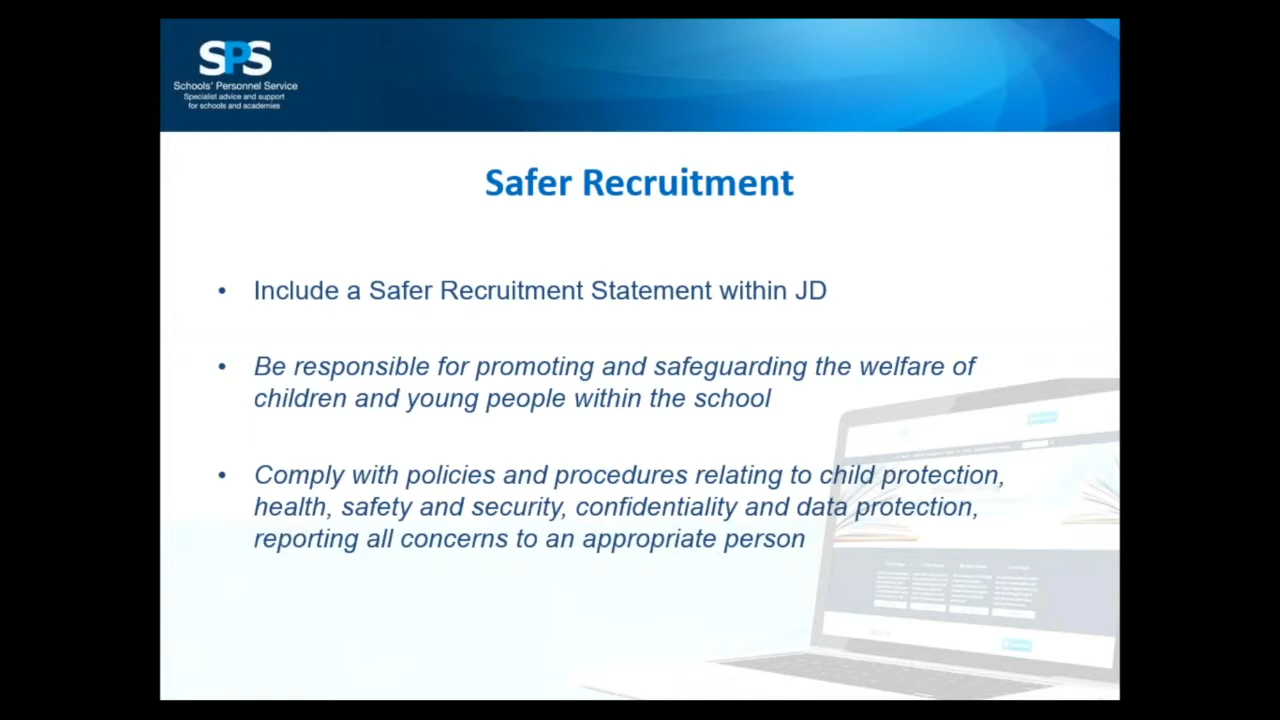 SPS
Schools' Personnel Service
Specialist advice and support
for schools and academies
Safer Recruitment
• Include a Safer Recruitment Statement within JD
• Be responsible for promoting and safeguarding the welfare of
children and young people within the school
• Comply with policies and procedures relating to child protection,
health, safety and security, confidentiality and data protection,
reporting all concerns to an appropriate person